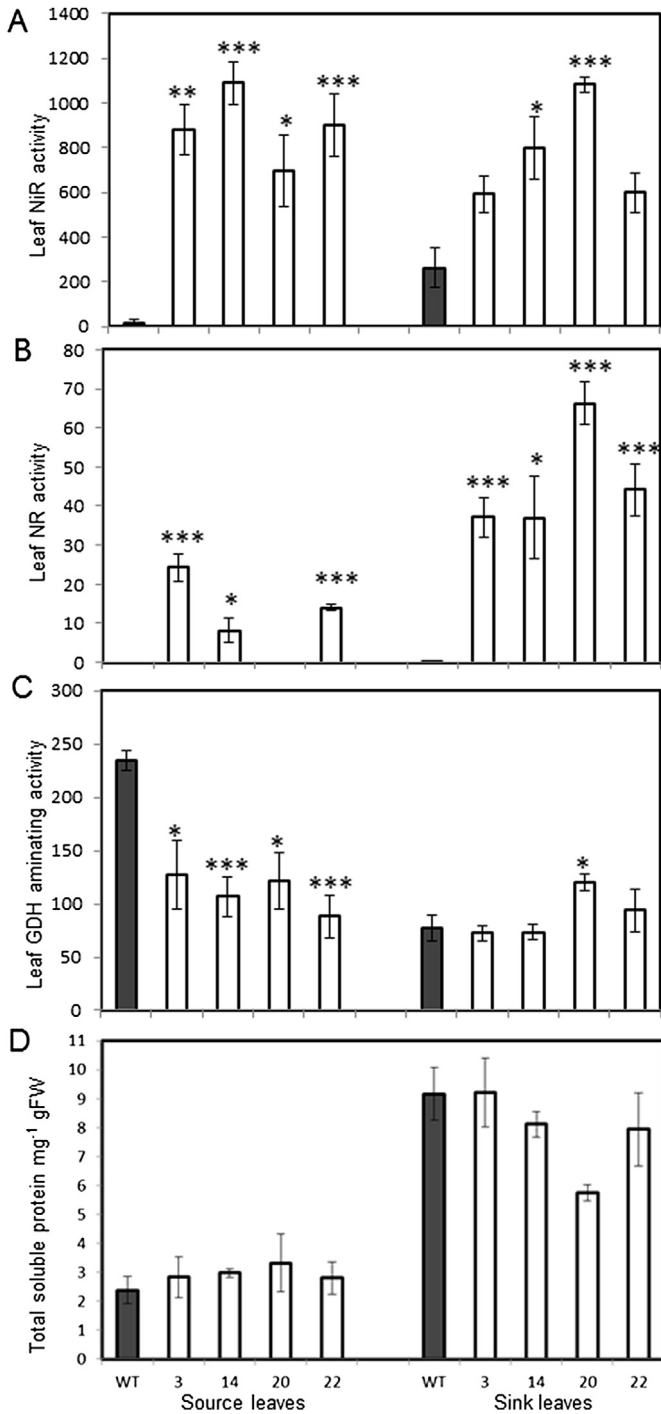 A
Leaf NiR activity
1400
1200
1000
800
600
400
200
0
** *** * *** * ***
B
Leaf NR activity
80
70
60
50
40
30
20
10
0
*** * *** *** * *** ***
C
Leaf GDH aminating activity
300
250
200
150
100
50
0
* *** * *** *
D
Total soluble protein mg⁻¹ gFW
11
10
9
8
7
6
5
4
3
2
1
0
WT 3 14 20 22 WT 3 14 20 22
Source leaves Sink leaves